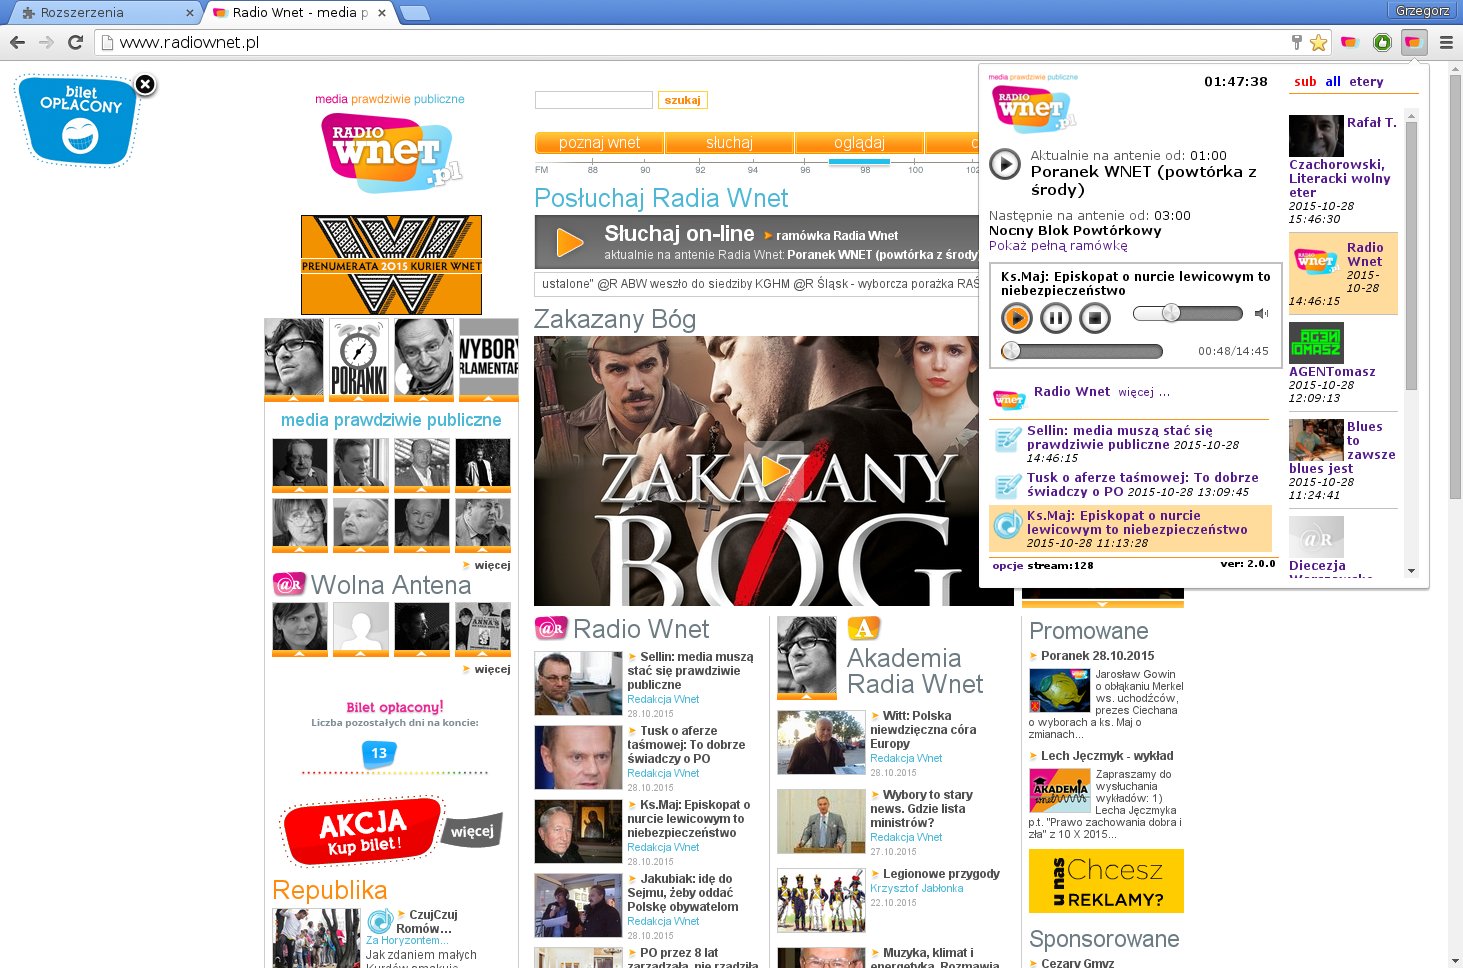 Rozszerzenia
Radio Wnet - media p
Grzegorz
www.radiownet.pl
bilet
OPŁACONY
media prawdziwie publiczne
RADIO
wnet
.pl
szukaj
poznaj wnet
słuchaj
oglądaj
FM 88 90 92 94 96 98 100 102
Posłuchaj Radia Wnet
Słuchaj on-line ramówka Radia Wnet
aktualnie na antenie Radia Wnet: Poranek WNET (powtórka z środy
ustalone" @R ABW weszło do siedziby KGHM @R Śląsk - wyborcza porażka RAŚ
PRENUMERATA 2015 KURIER WNET
PORANKI
WYBORY
media prawdziwie publiczne
więcej
@R Wolna Antena
ANNA'S
więcej
Bilet opłacony!
Liczba pozostałych dni na koncie:
13
AKCJA
Kup bilet!
więcej
Republika
CzujCzuj
Romów...
Za Horyzontem...
Jak zdaniem małych
Zakazany Bóg
ZAKAZANY
BÓG
@R Radio Wnet
Sellin: media muszą
stać się prawdziwie
publiczne
Redakcja Wnet
28.10.2015
Tusk o aferze
taśmowej: To dobrze
świadczy o PO
Redakcja Wnet
28.10.2015
Ks.Maj: Episkopat o
nurcie lewicowym to
niebezpieczeństwo
Redakcja Wnet
28.10.2015
Jakubiak: idę do
Sejmu, żeby oddać
Polskę obywatelom
Redakcja Wnet
28.10.2015
PO przez 8 lat
zarządzała, nie rządziła
A
Akademia
Radia Wnet
Witt: Polska
niewdzięczna córa
Europy
Redakcja Wnet
28.10.2015
Wybory to stary
news. Gdzie lista
ministrów?
Redakcja Wnet
27.10.2015
Legionowe przygody
Krzysztof Jabłonka
22.10.2015
Muzyka, klimat i
energetyka. Rozmawia
Promowane
Poranek 28.10.2015
Jarosław Gowin
o obłąkaniu Merkel
ws. uchodźców,
prezes Ciechana
o wyborach a ks. Maj o
zmianach...
Lech Jęczmyk - wykład
AKADEMIA
wnet
Zapraszamy do
wysłuchania
wykładów: 1)
Lecha Jęczmyka
p.t. "Prawo zachowania dobra i
zła" z 10 X 2015...
u nas
Chcesz
REKLAMY?
Sponsorowane
Cezary Gmyz
media prawdziwie publiczne
RADIO
wnet
.pl
01:47:38
Aktualnie na antenie od: 01:00
Poranek WNET (powtórka z
środy)
Następnie na antenie od: 03:00
Nocny Blok Powtórkowy
Pokaż pełną ramówkę
Ks.Maj: Episkopat o nurcie lewicowym to
niebezpieczeństwo
00:48/14:45
wnet
Radio Wnet więcej ...
Sellin: media muszą stać się
prawdziwie publiczne 2015-10-28
14:46:15
Tusk o aferze taśmowej: To dobrze
świadczy o PO 2015-10-28 13:09:45
Ks.Maj: Episkopat o nurcie
lewicowym to niebezpieczeństwo
2015-10-28 11:13:28
opcje stream:128
ver: 2.0.0
sub all etery
Rafał T.
Czachorowski,
Literacki wolny
eter
2015-10-28
15:46:30
wnet
Radio
Wnet
2015-
10-28
14:46:15
AGEN
TOMASZ
AGENTomasz
2015-10-28
12:09:13
Blues
to
zawsze
blues jest
2015-10-28
11:24:41
@R
Diecezja